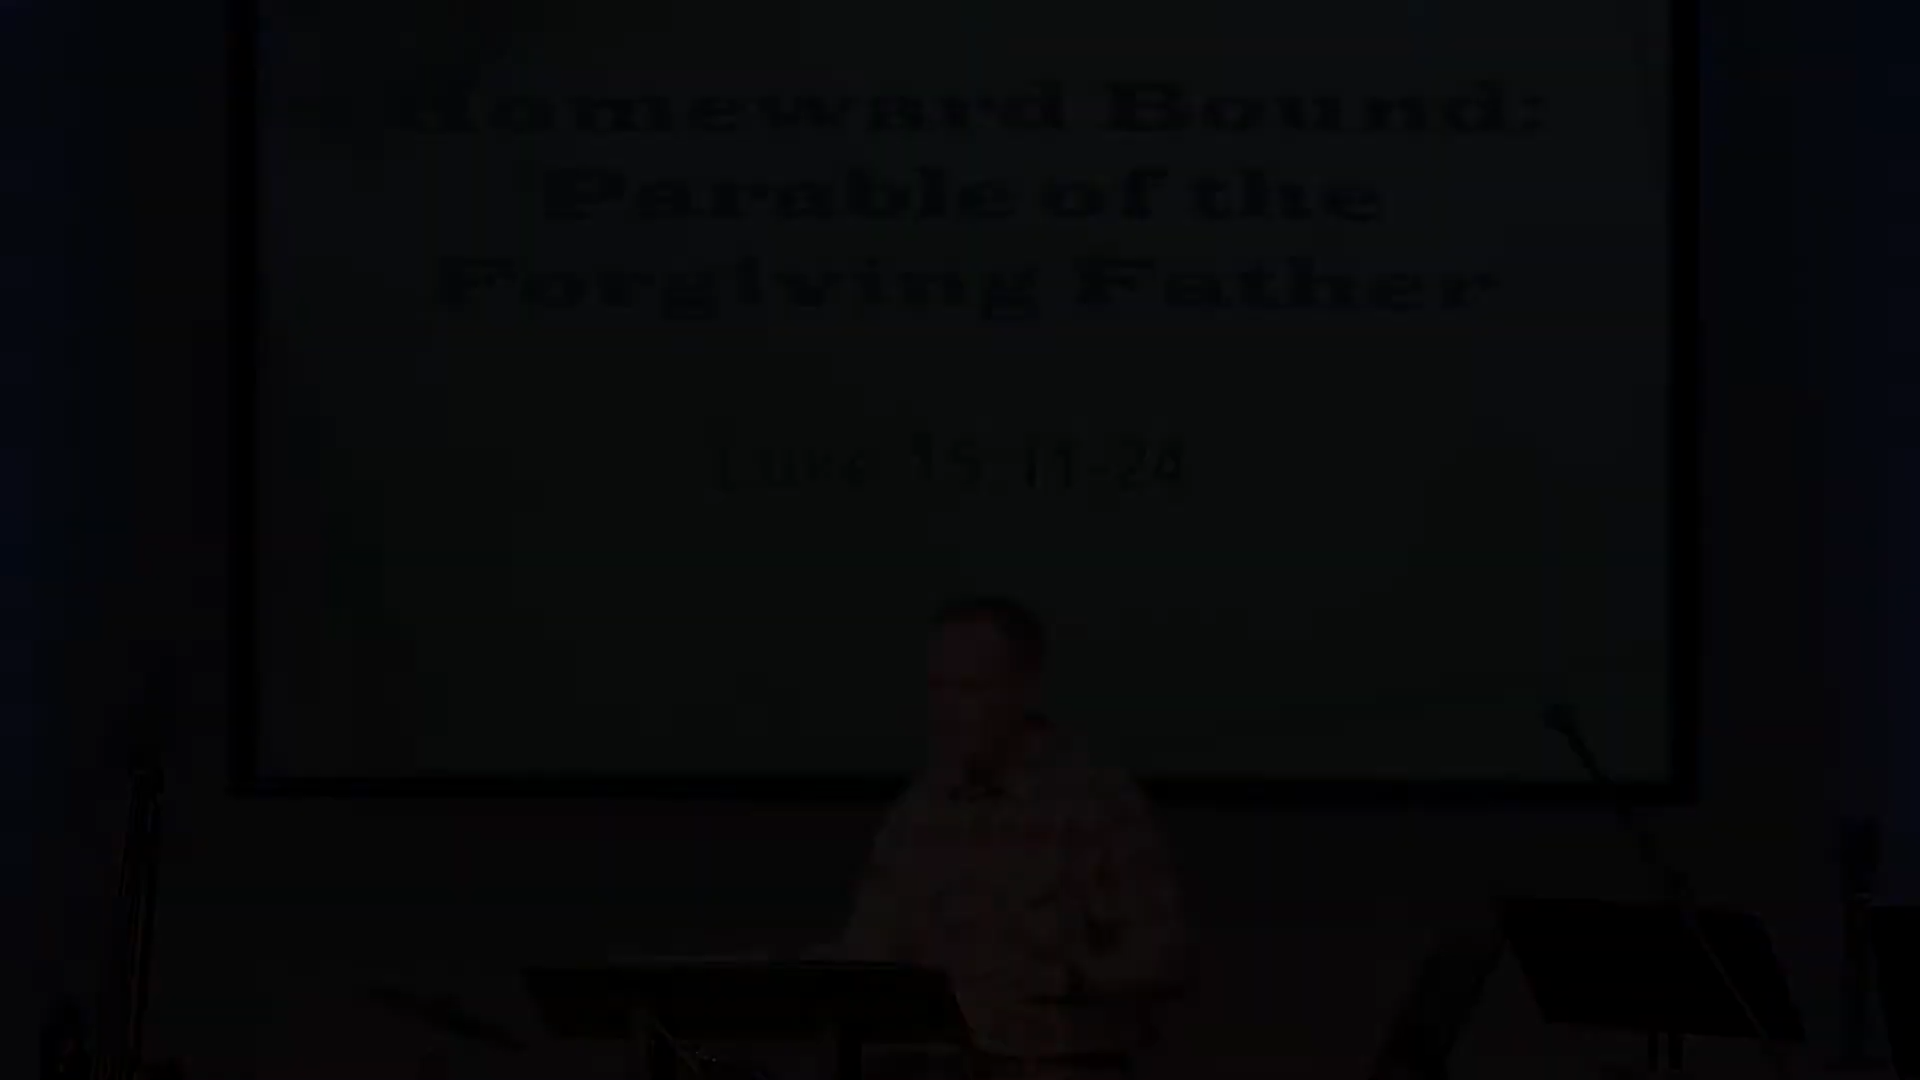 Homeward Bound:
Parable of the
Forgiving Father
Luke 15:11-24